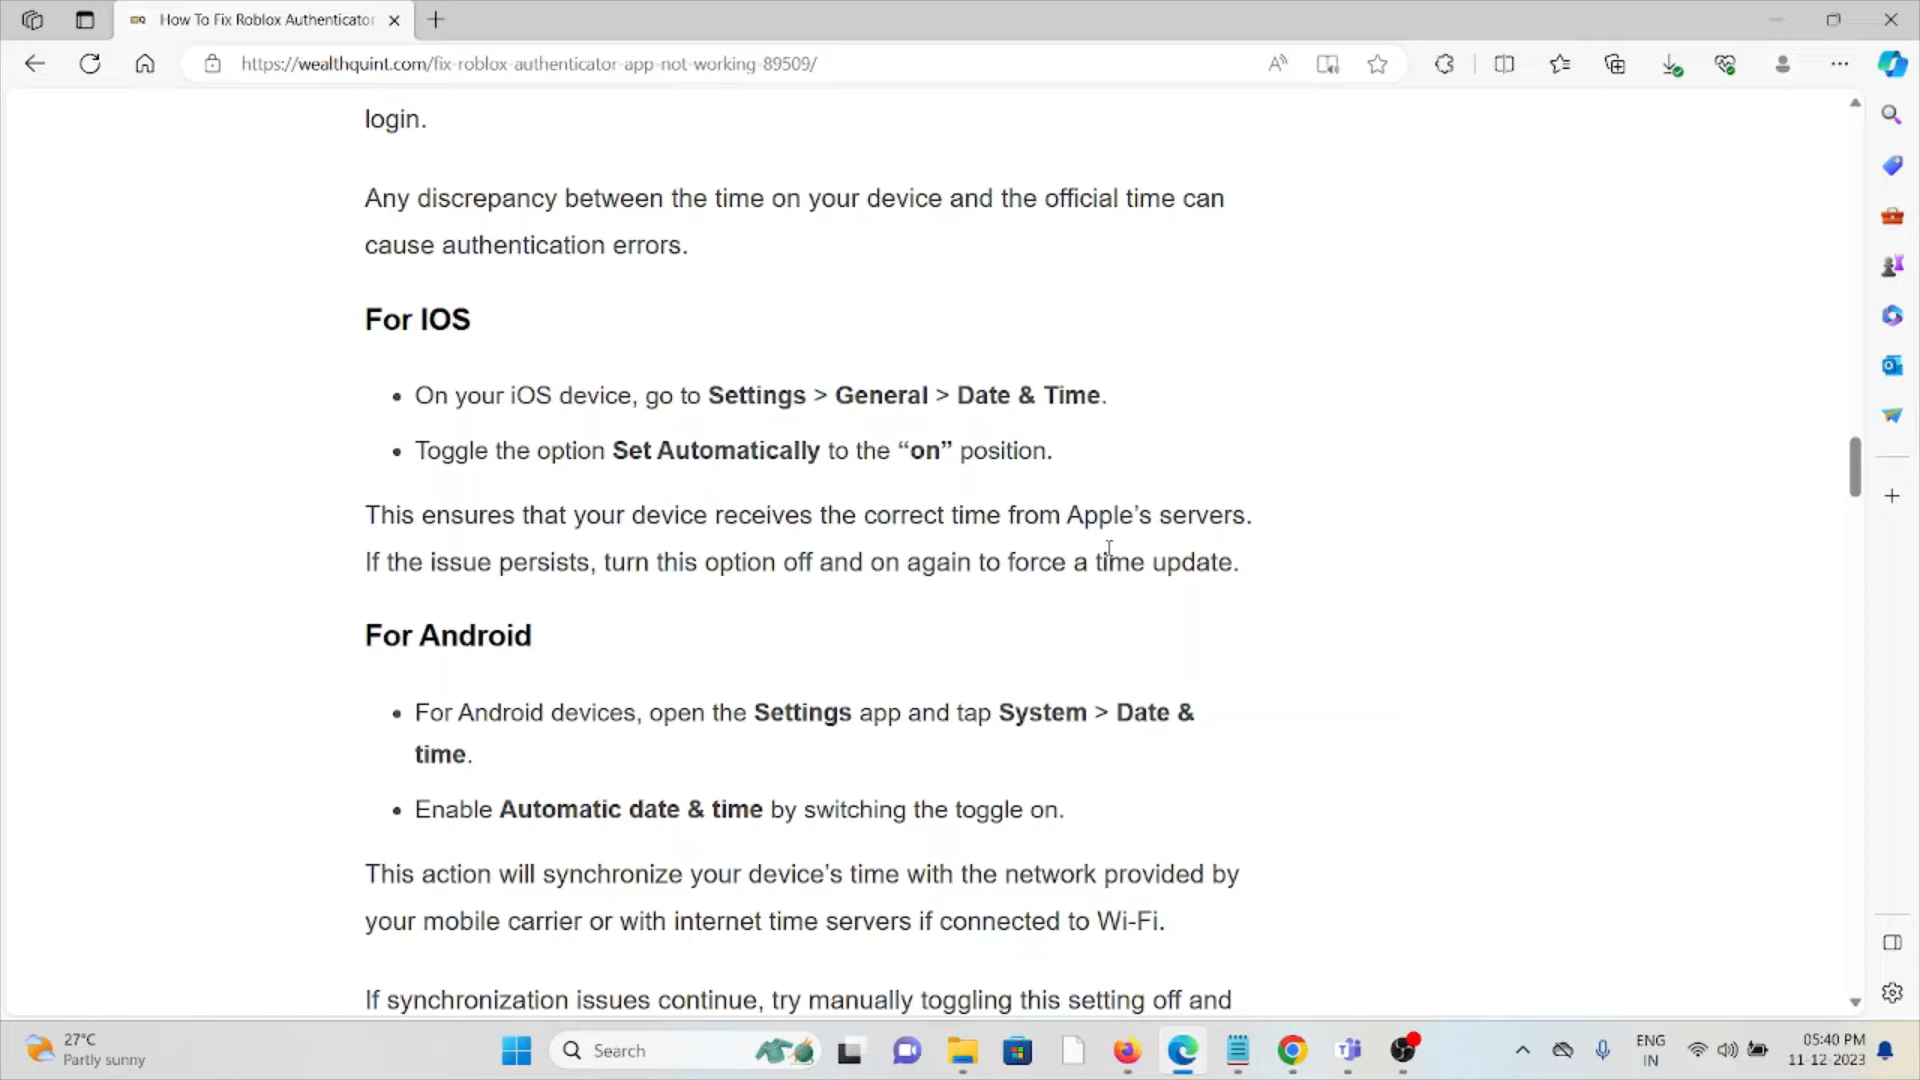 How To Fix Roblox Authenticator
https://wealthquint.com/fix-roblox-authenticator-app-not-working-89509/
login.
Any discrepancy between the time on your device and the official time can
cause authentication errors.
For IOS
• On your iOS device, go to Settings > General > Date & Time.
• Toggle the option Set Automatically to the “on” position.
This ensures that your device receives the correct time from Apple’s servers.
If the issue persists, turn this option off and on again to force a time update.
For Android
• For Android devices, open the Settings app and tap System > Date &
time.
• Enable Automatic date & time by switching the toggle on.
This action will synchronize your device’s time with the network provided by
your mobile carrier or with internet time servers if connected to Wi-Fi.
If synchronization issues continue, try manually toggling this setting off and
27°C
Partly sunny
Search
ENG
IN
05:40 PM
11-12-2023